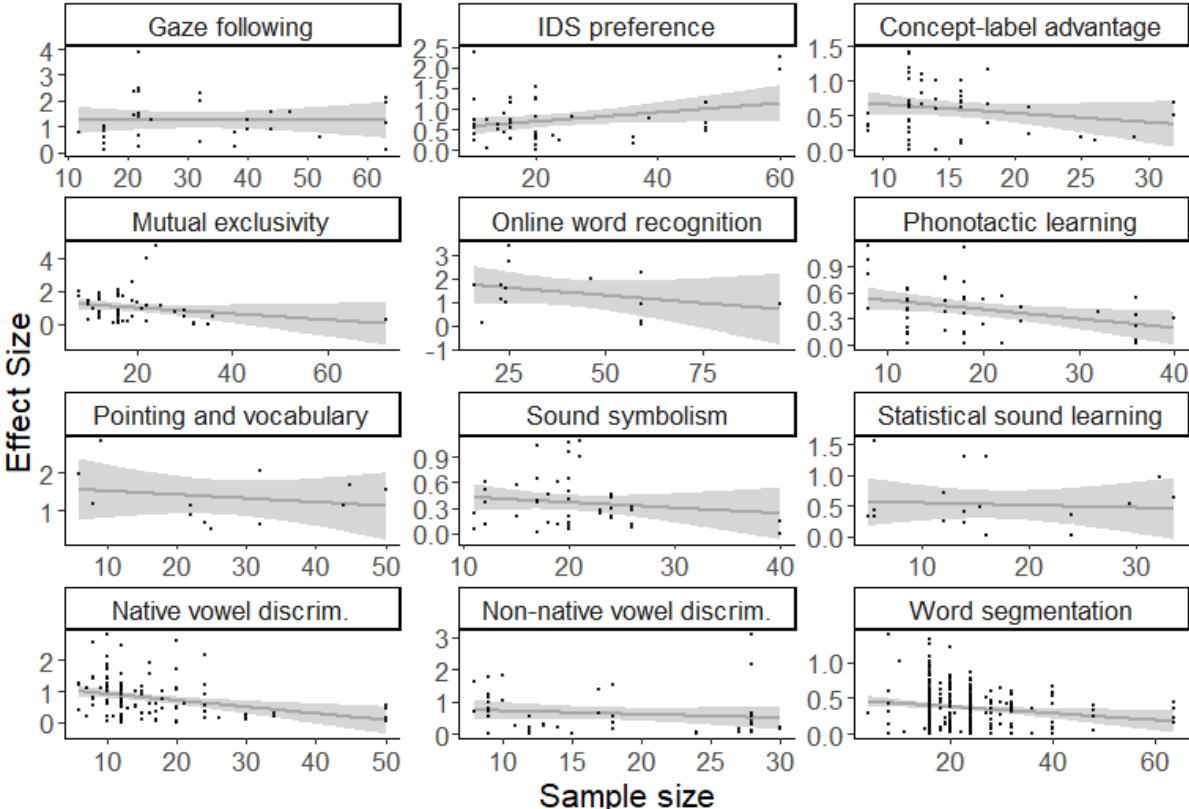 Gaze following
IDS preference
Concept-label advantage
4
3
2
1
0
2.5
2.0
1.5
1.0
0.5
0.0
1.5
1.0
0.5
0.0
12 20 30 40 50 60
20 40 60
10 15 20 25 30
Mutual exclusivity
Online word recognition
Phonotactic learning
4
2
0
3
2
1
0
-1
0.9
0.6
0.3
0.0
20 40 60
25 50 75
10 20 30 40
Effect Size
Pointing and vocabulary
Sound symbolism
Statistical sound learning
2
1
0.9
0.6
0.3
0.0
1.5
1.0
0.5
0.0
10 20 30 40 50
10 20 30 40
10 20 30
Native vowel discrim.
Non-native vowel discrim.
Word segmentation
2
1
0
3
2
1
0
1.0
0.5
0.0
10 20 30 40 50
10 15 20 25 30
20 40 60
Sample size